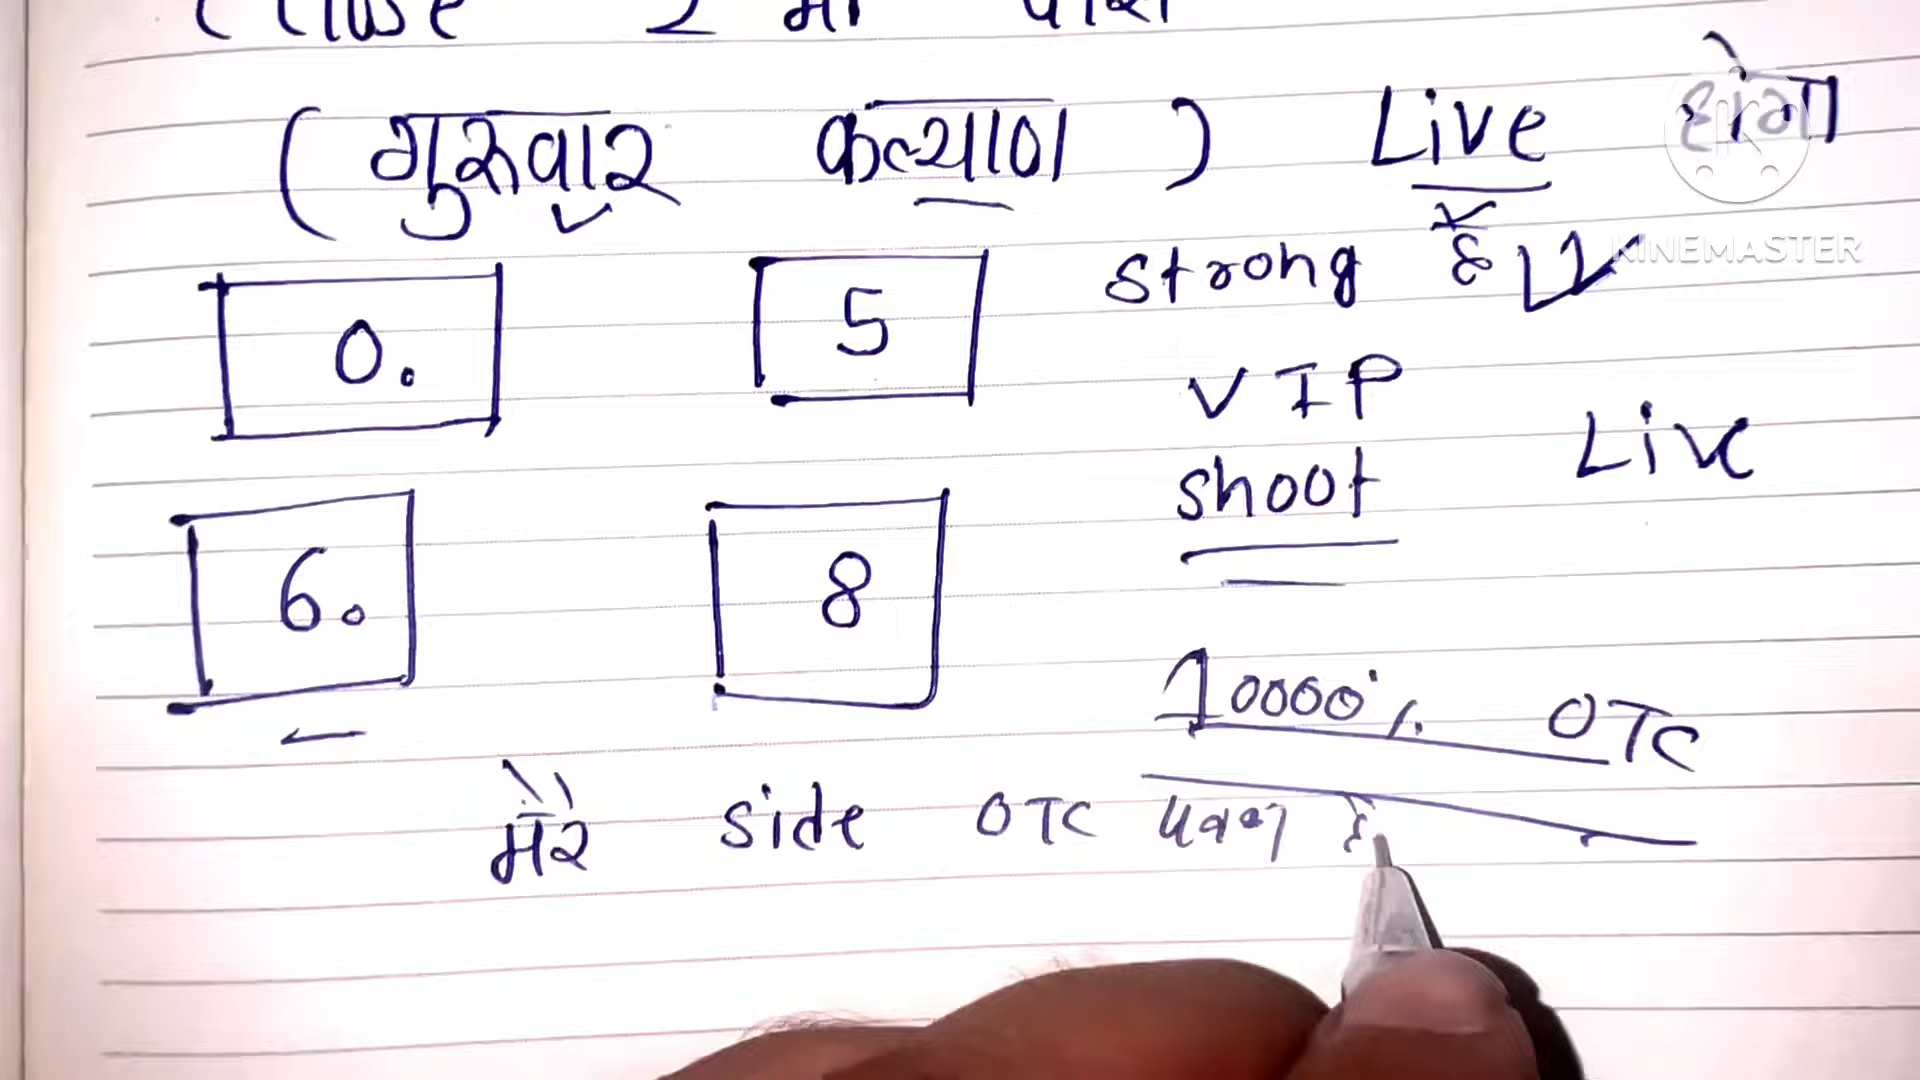 ( गुरुवार कल्याण ) Live होगा
0. 5 strong है
VIP
shoot Live
6. 8
10000% OTC
मेरे side OTC पक्का है
KINEMASTER